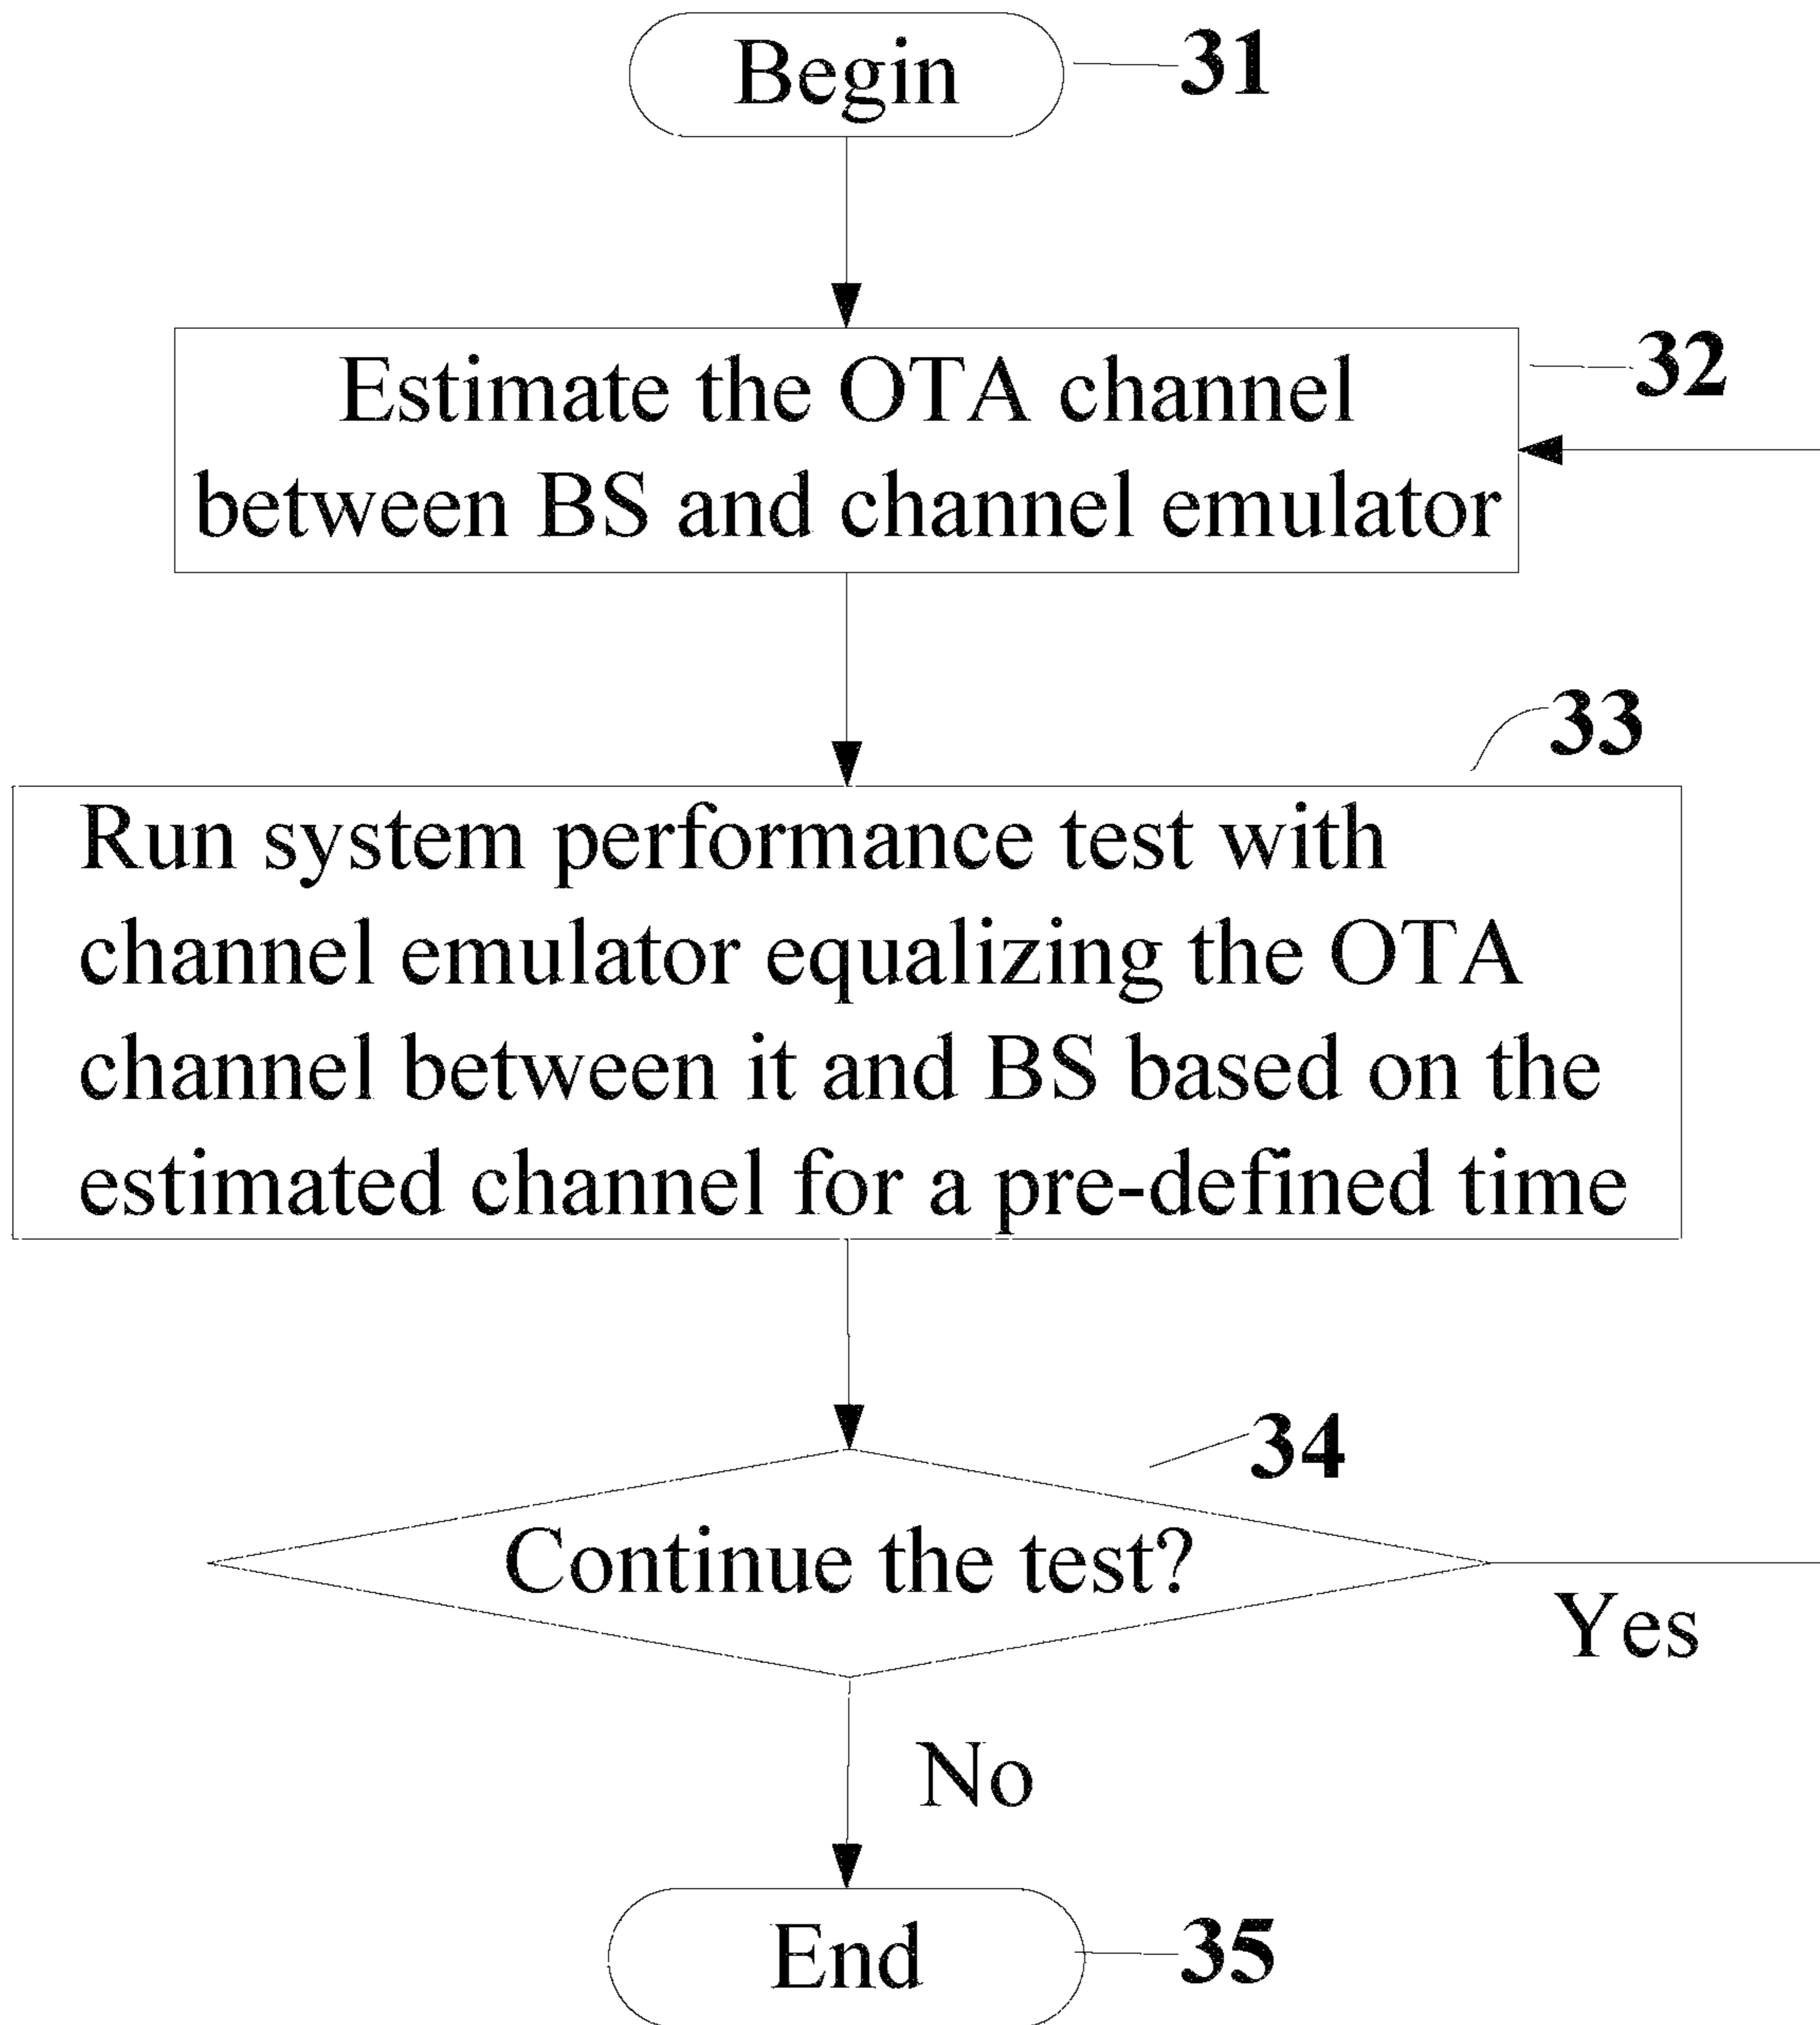 Begin
31
Estimate the OTA channel
between BS and channel emulator
32
33
Run system performance test with
channel emulator equalizing the OTA
channel between it and BS based on the
estimated channel for a pre-defined time
34
Continue the test?
Yes
No
End
35